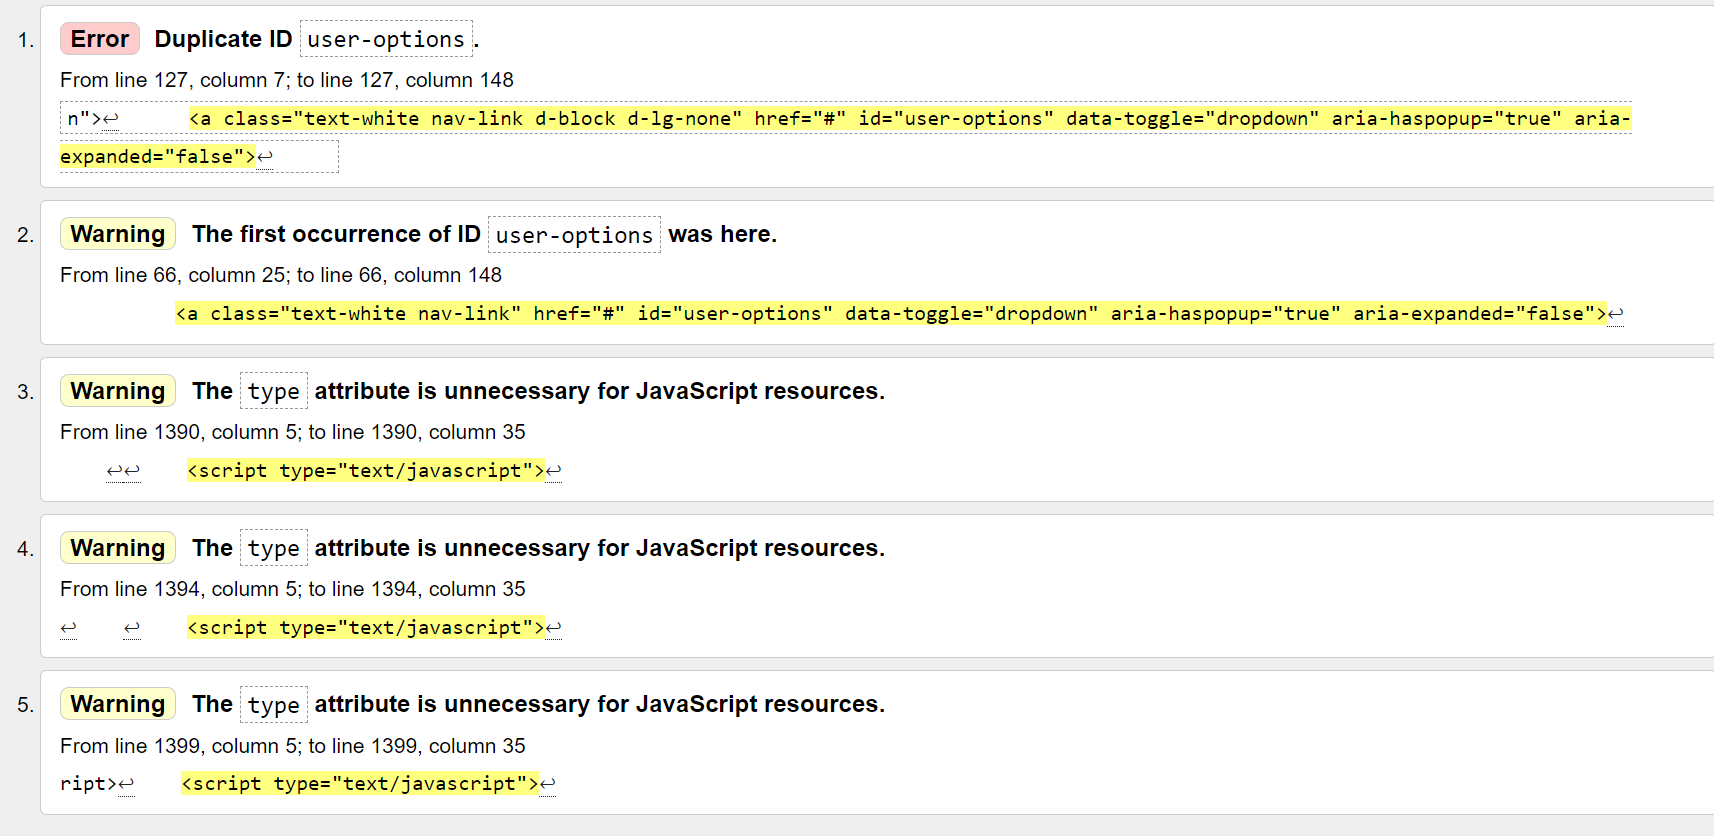 1. Error Duplicate ID user-options.
From line 127, column 7; to line 127, column 148
n">↩ <a class="text-white nav-link d-block d-lg-none" href="#" id="user-options" data-toggle="dropdown" aria-haspopup="true" aria-
expanded="false">↩
2. Warning The first occurrence of ID user-options was here.
From line 66, column 25; to line 66, column 148
<a class="text-white nav-link" href="#" id="user-options" data-toggle="dropdown" aria-haspopup="true" aria-expanded="false">↩
3. Warning The type attribute is unnecessary for JavaScript resources.
From line 1390, column 5; to line 1390, column 35
↩↩ <script type="text/javascript">↩
4. Warning The type attribute is unnecessary for JavaScript resources.
From line 1394, column 5; to line 1394, column 35
↩ ↩ <script type="text/javascript">↩
5. Warning The type attribute is unnecessary for JavaScript resources.
From line 1399, column 5; to line 1399, column 35
ript>↩ <script type="text/javascript">↩